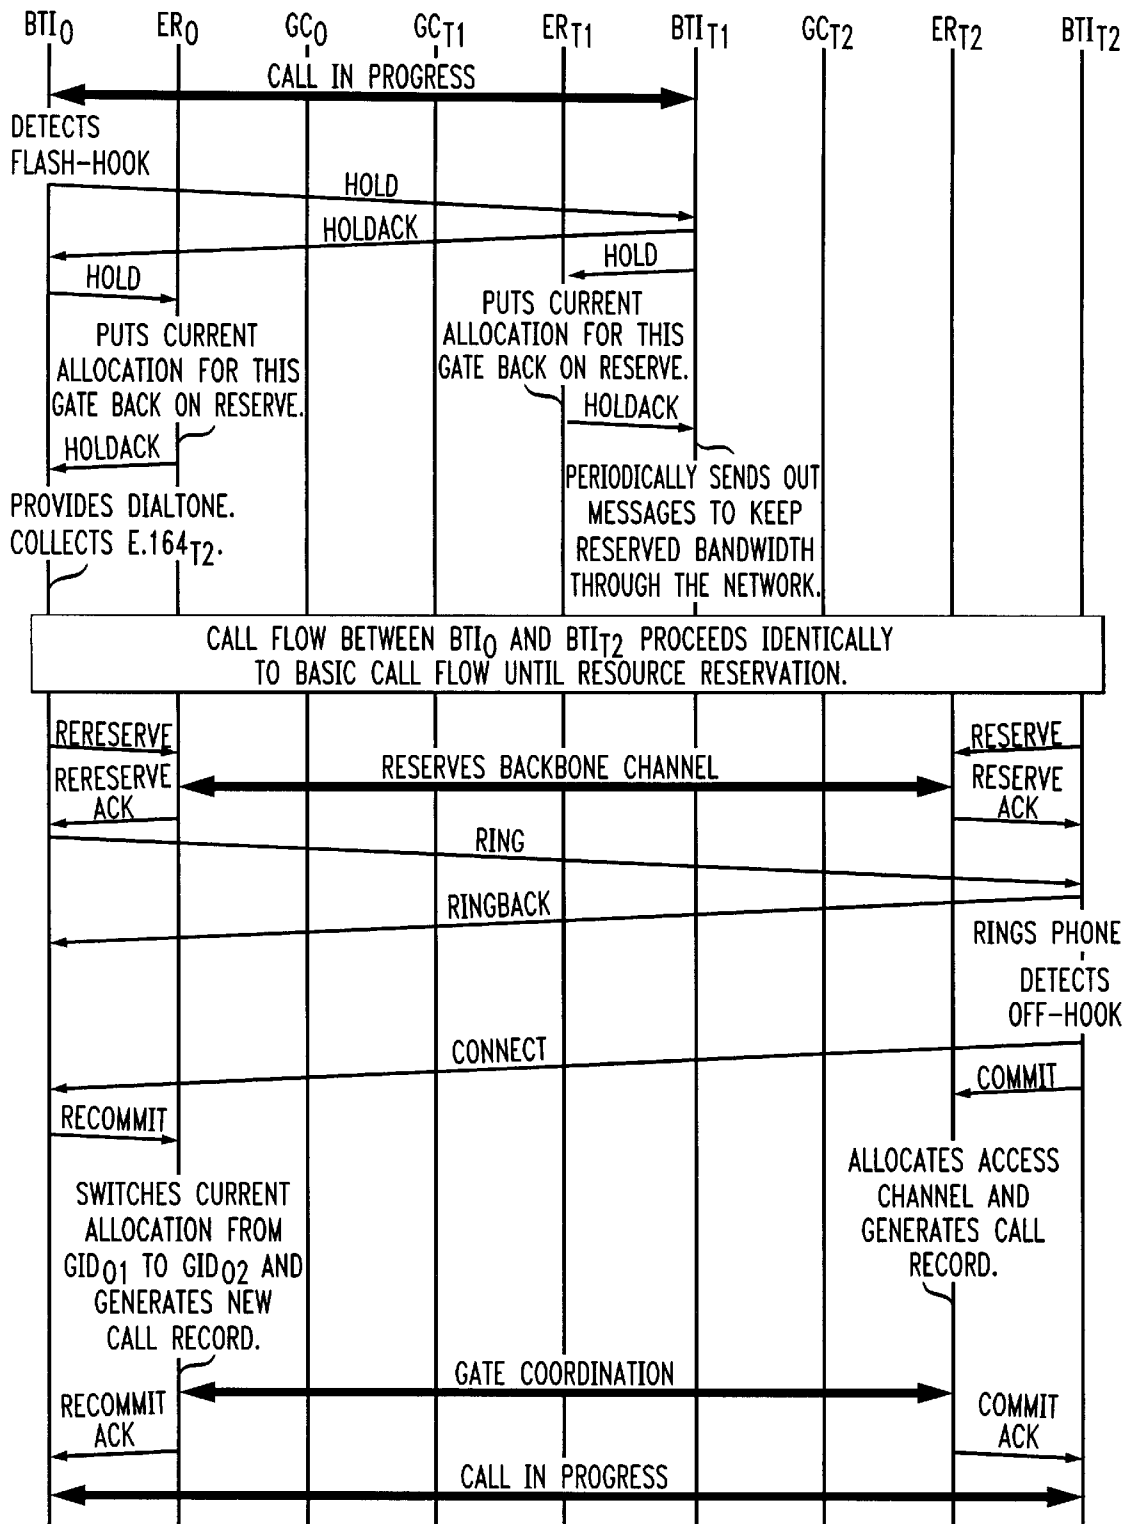 BTI0 ER0 GC0 GCT1 ERT1 BTIT1 GCT2 ERT2 BTIT2
CALL IN PROGRESS
DETECTS
FLASH-HOOK
HOLD
HOLDACK
HOLD
HOLD
PUTS CURRENT
ALLOCATION FOR THIS
GATE BACK ON RESERVE.
PUTS CURRENT
ALLOCATION FOR THIS
GATE BACK ON RESERVE.
HOLDACK
HOLDACK
PROVIDES DIALTONE.
COLLECTS E.164T2.
PERIODICALLY SENDS OUT
MESSAGES TO KEEP
RESERVED BANDWIDTH
THROUGH THE NETWORK.
CALL FLOW BETWEEN BTI0 AND BTIT2 PROCEEDS IDENTICALLY
TO BASIC CALL FLOW UNTIL RESOURCE RESERVATION.
RERESERVE
RESERVE
RESERVES BACKBONE CHANNEL
RERESERVE
ACK
RESERVE
ACK
RING
RINGBACK
RINGS PHONE
DETECTS
OFF-HOOK
CONNECT
COMMIT
RECOMMIT
ALLOCATES ACCESS
CHANNEL AND
GENERATES CALL
RECORD.
SWITCHES CURRENT
ALLOCATION FROM
GID01 TO GID02 AND
GENERATES NEW
CALL RECORD.
GATE COORDINATION
RECOMMIT
ACK
COMMIT
ACK
CALL IN PROGRESS